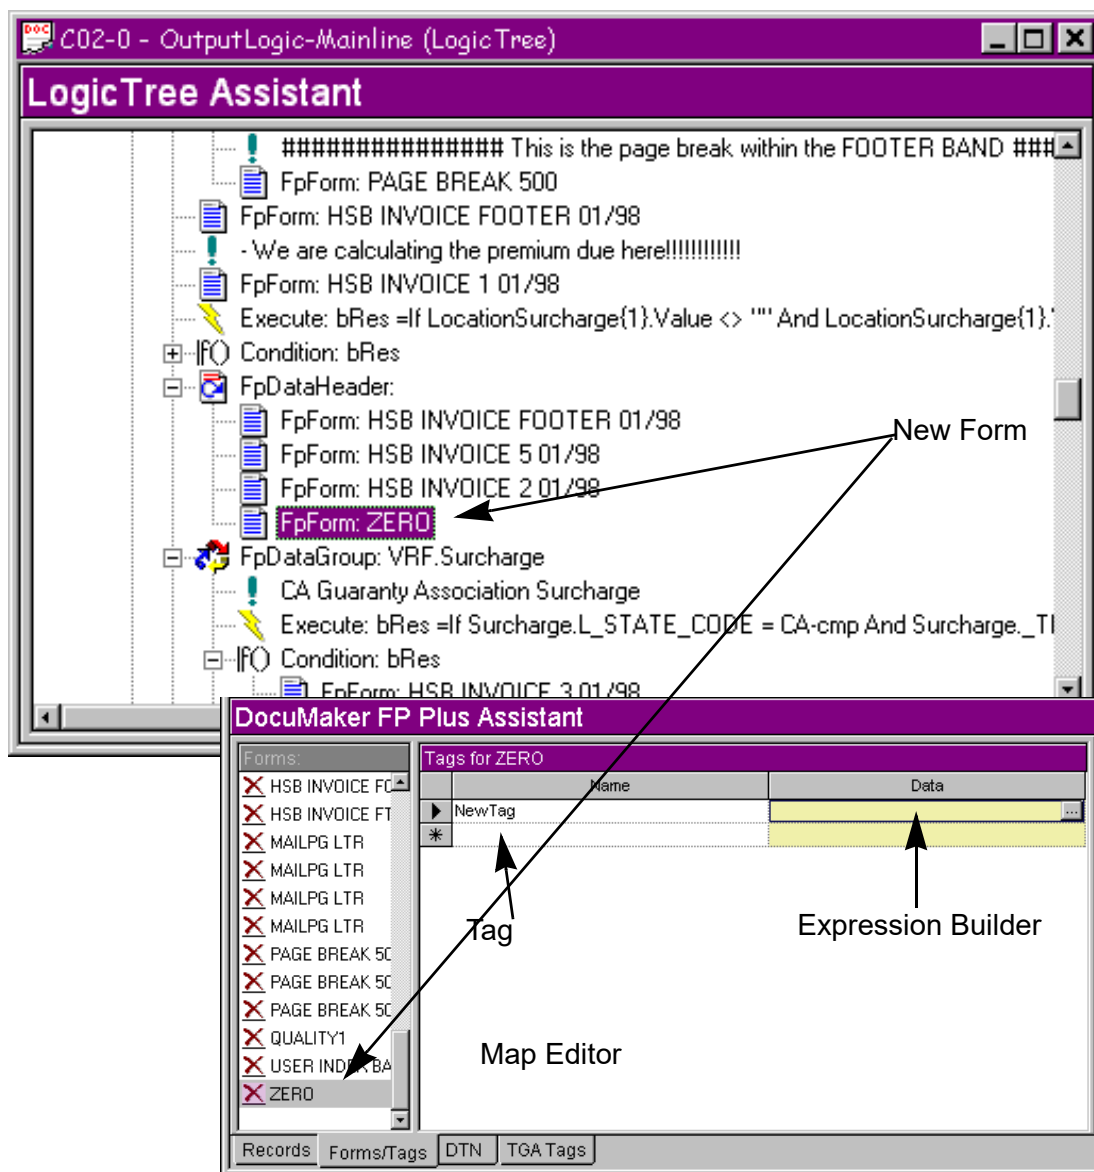 C02-0 - OutputLogic-Mainline (LogicTree)
LogicTree Assistant
################ This is the page break within the FOOTER BAND ###
FpForm: PAGE BREAK 500
FpForm: HSB INVOICE FOOTER 01/98
- We are calculating the premium due here!!!!!!!!!!!!!
FpForm: HSB INVOICE 1 01/98
Execute: bRes =If LocationSurcharge{1}.Value <> "" And LocationSurcharge{1}.
If() Condition: bRes
FpDataHeader:
FpForm: HSB INVOICE FOOTER 01/98
New Form
FpForm: HSB INVOICE 5 01/98
FpForm: HSB INVOICE 2 01/98
FpForm: ZERO
FpDataGroup: VRF.Surcharge
CA Guaranty Association Surcharge
Execute: bRes =If Surcharge.L_STATE_CODE = CA-cmp And Surcharge._T
If() Condition: bRes
FpForm: HSB INVOICE 3 01/98
DocuMaker FP Plus Assistant
Forms:
Tags for ZERO
Name Data
HSB INVOICE FO
NewTag ...
HSB INVOICE FT
MAILPG LTR
MAILPG LTR
MAILPG LTR
MAILPG LTR
Tag
Expression Builder
PAGE BREAK 50
PAGE BREAK 50
PAGE BREAK 50
QUALITY1
Map Editor
USER INDEX BA
ZERO
Records Forms/Tags DTN TGA Tags